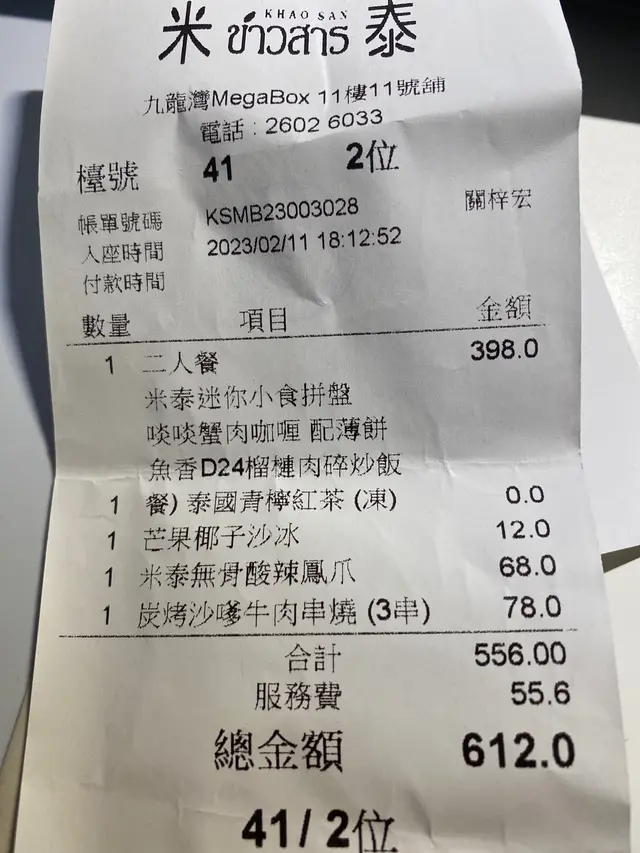 米 KHAO SAN ข้าวสาร 泰
九龍灣MegaBox 11樓11號舖
電話：2602 6033
檯號 41 2位
帳單號碼 KSMB23003028 關梓宏
入座時間 2023/02/11 18:12:52
付款時間
數量 項目 金額
1 二人餐 398.0
米泰迷你小食拼盤
啖啖蟹肉咖喱 配薄餅
魚香D24榴槤肉碎炒飯
1 餐) 泰國青檸紅茶 (凍) 0.0
1 芒果椰子沙冰 12.0
1 米泰無骨酸辣鳳爪 68.0
1 炭烤沙嗲牛肉串燒 (3串) 78.0
合計 556.00
服務費 55.6
總金額 612.0
41/ 2位